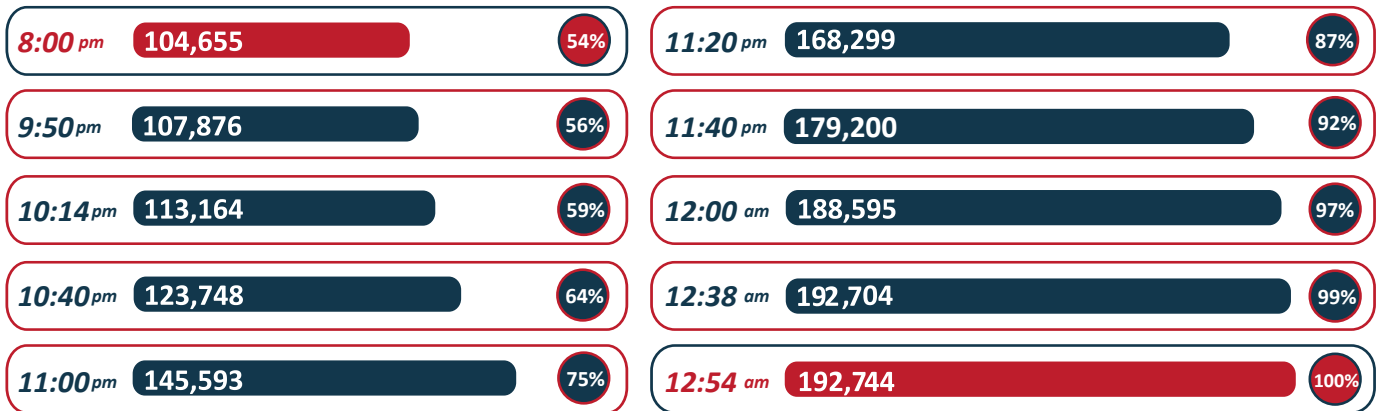 8:00 pm 104,655 54%
9:50 pm 107,876 56%
10:14 pm 113,164 59%
10:40 pm 123,748 64%
11:00 pm 145,593 75%
11:20 pm 168,299 87%
11:40 pm 179,200 92%
12:00 am 188,595 97%
12:38 am 192,704 99%
12:54 am 192,744 100%